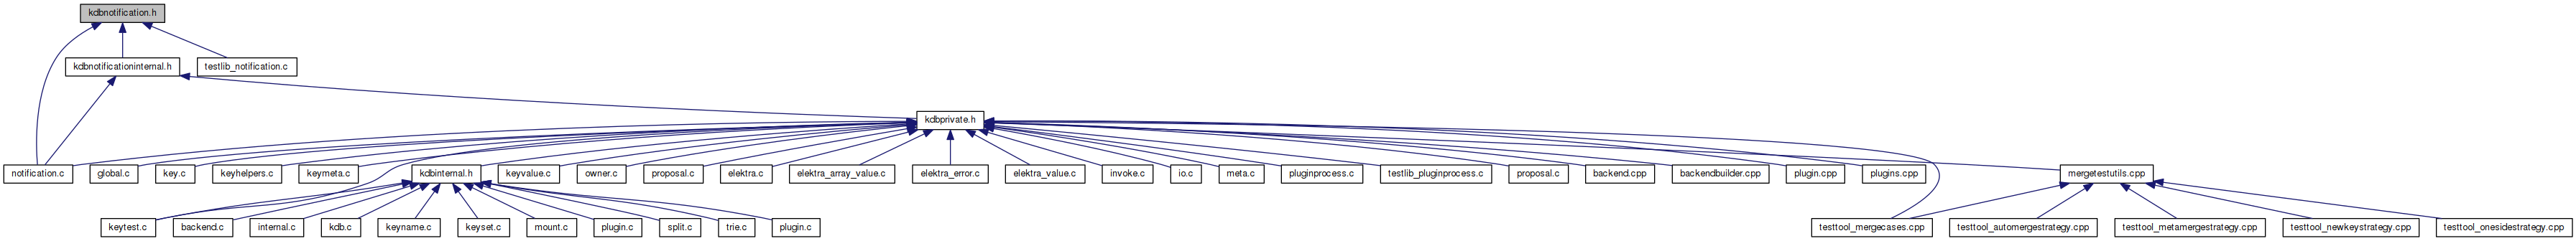 kdbnotification.h
kdbnotificationinternal.h
testlib_notification.c
kdbprivate.h
notification.c
global.c
key.c
keyhelpers.c
keymeta.c
kdbinternal.h
keyvalue.c
owner.c
proposal.c
elektra.c
elektra_array_value.c
elektra_error.c
elektra_value.c
invoke.c
io.c
meta.c
pluginprocess.c
testlib_pluginprocess.c
proposal.c
backend.cpp
backendbuilder.cpp
plugin.cpp
plugins.cpp
mergetestutils.cpp
keytest.c
backend.c
internal.c
kdb.c
keyname.c
keyset.c
mount.c
plugin.c
split.c
trie.c
plugin.c
testtool_mergecases.cpp
testtool_automergestrategy.cpp
testtool_metamergestrategy.cpp
testtool_newkeystrategy.cpp
testtool_onesidestrategy.cpp